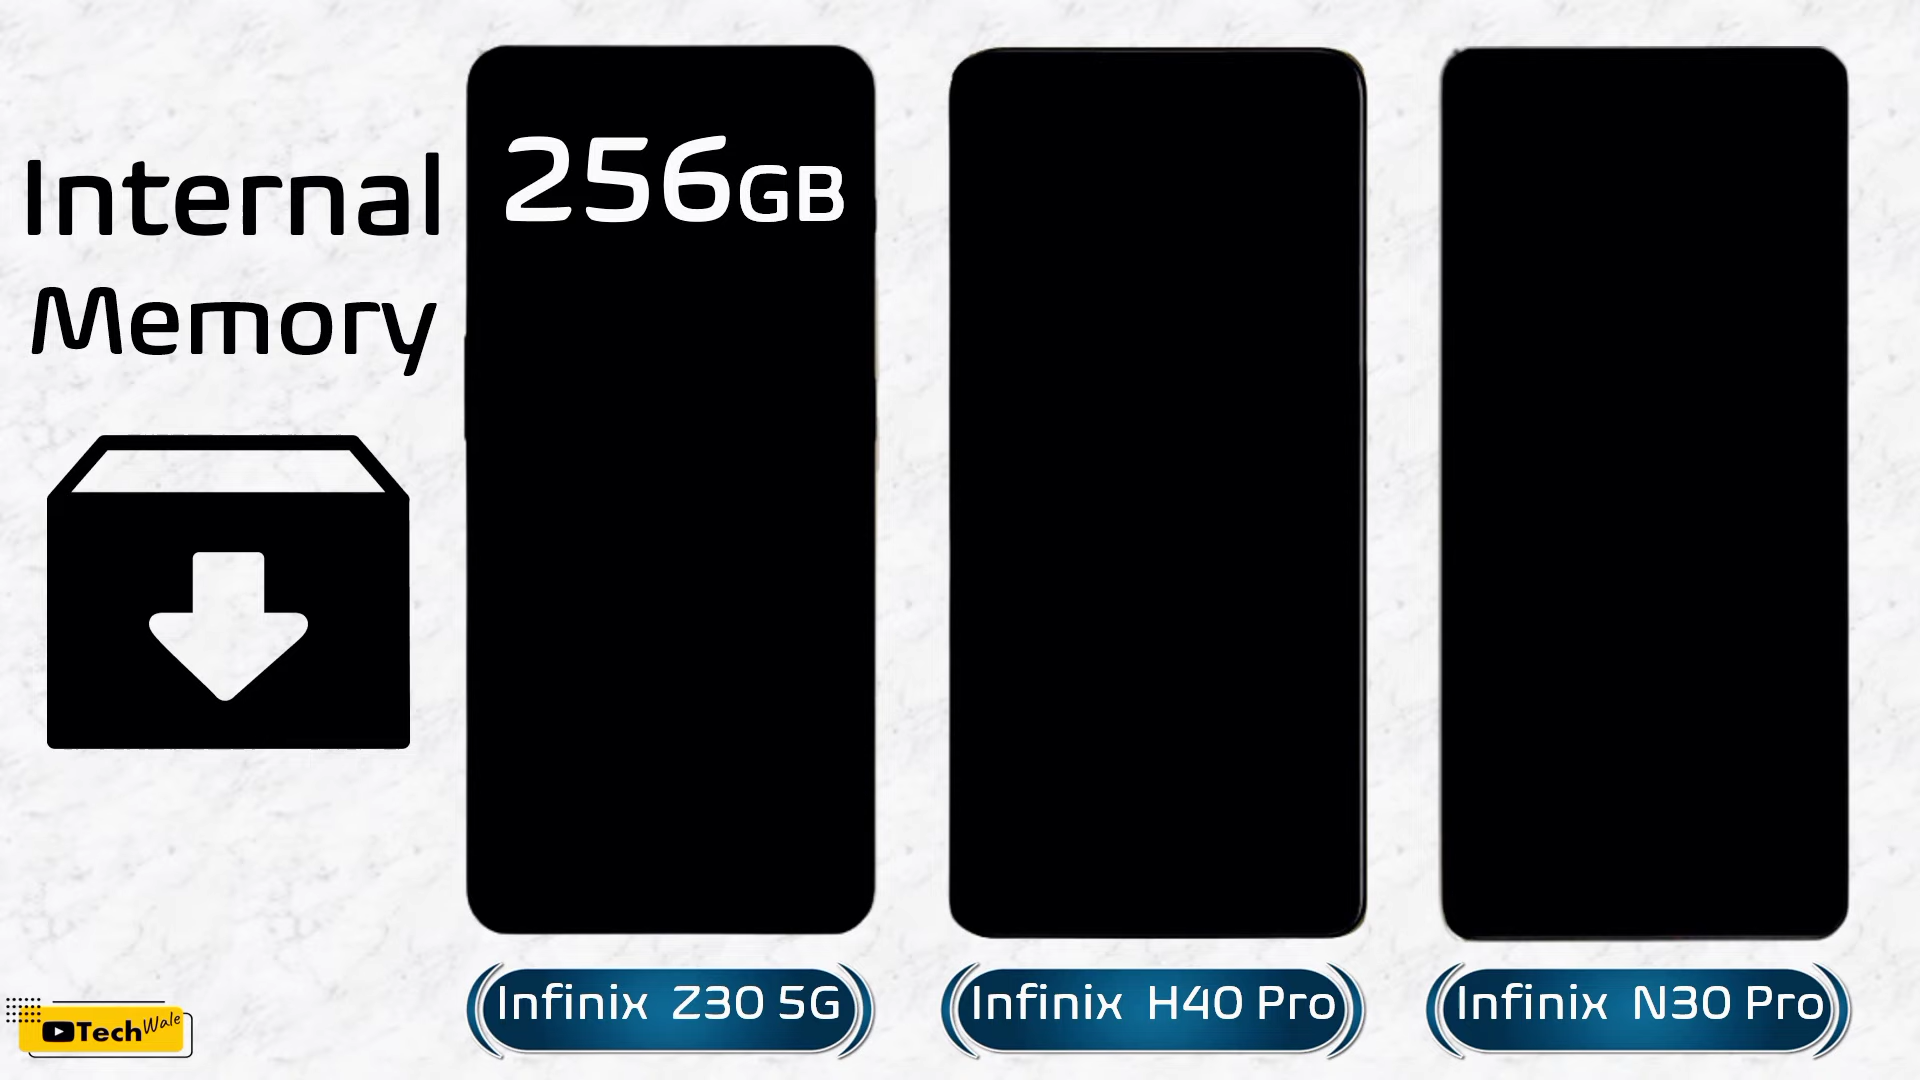 Internal
Memory
256GB
Infinix Z30 5G
Infinix H40 Pro
Infinix N30 Pro
TechWale